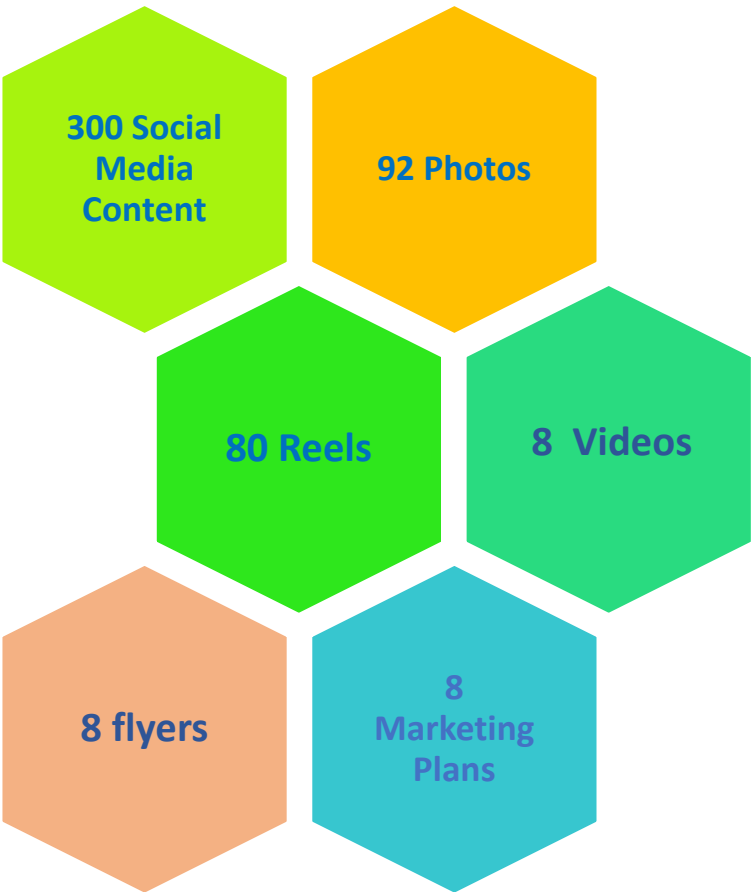 300 Social
Media
Content
92 Photos
80 Reels
8  Videos
8 flyers
8
Marketing
Plans